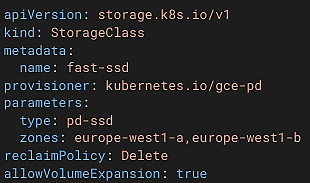 apiVersion: storage.k8s.io/v1
kind: StorageClass
metadata:
  name: fast-ssd
provisioner: kubernetes.io/gce-pd
parameters:
  type: pd-ssd
  zones: europe-west1-a,europe-west1-b
reclaimPolicy: Delete
allowVolumeExpansion: true